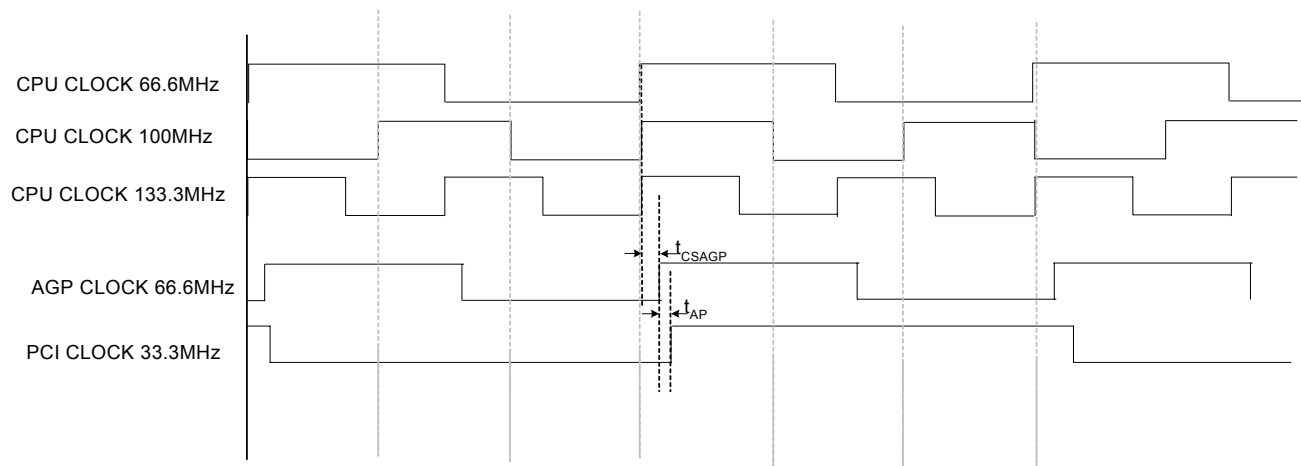 CPU CLOCK 66.6MHz
CPU CLOCK 100MHz
CPU CLOCK 133.3MHz
tCSAGP
AGP CLOCK 66.6MHz
tAP
PCI CLOCK 33.3MHz